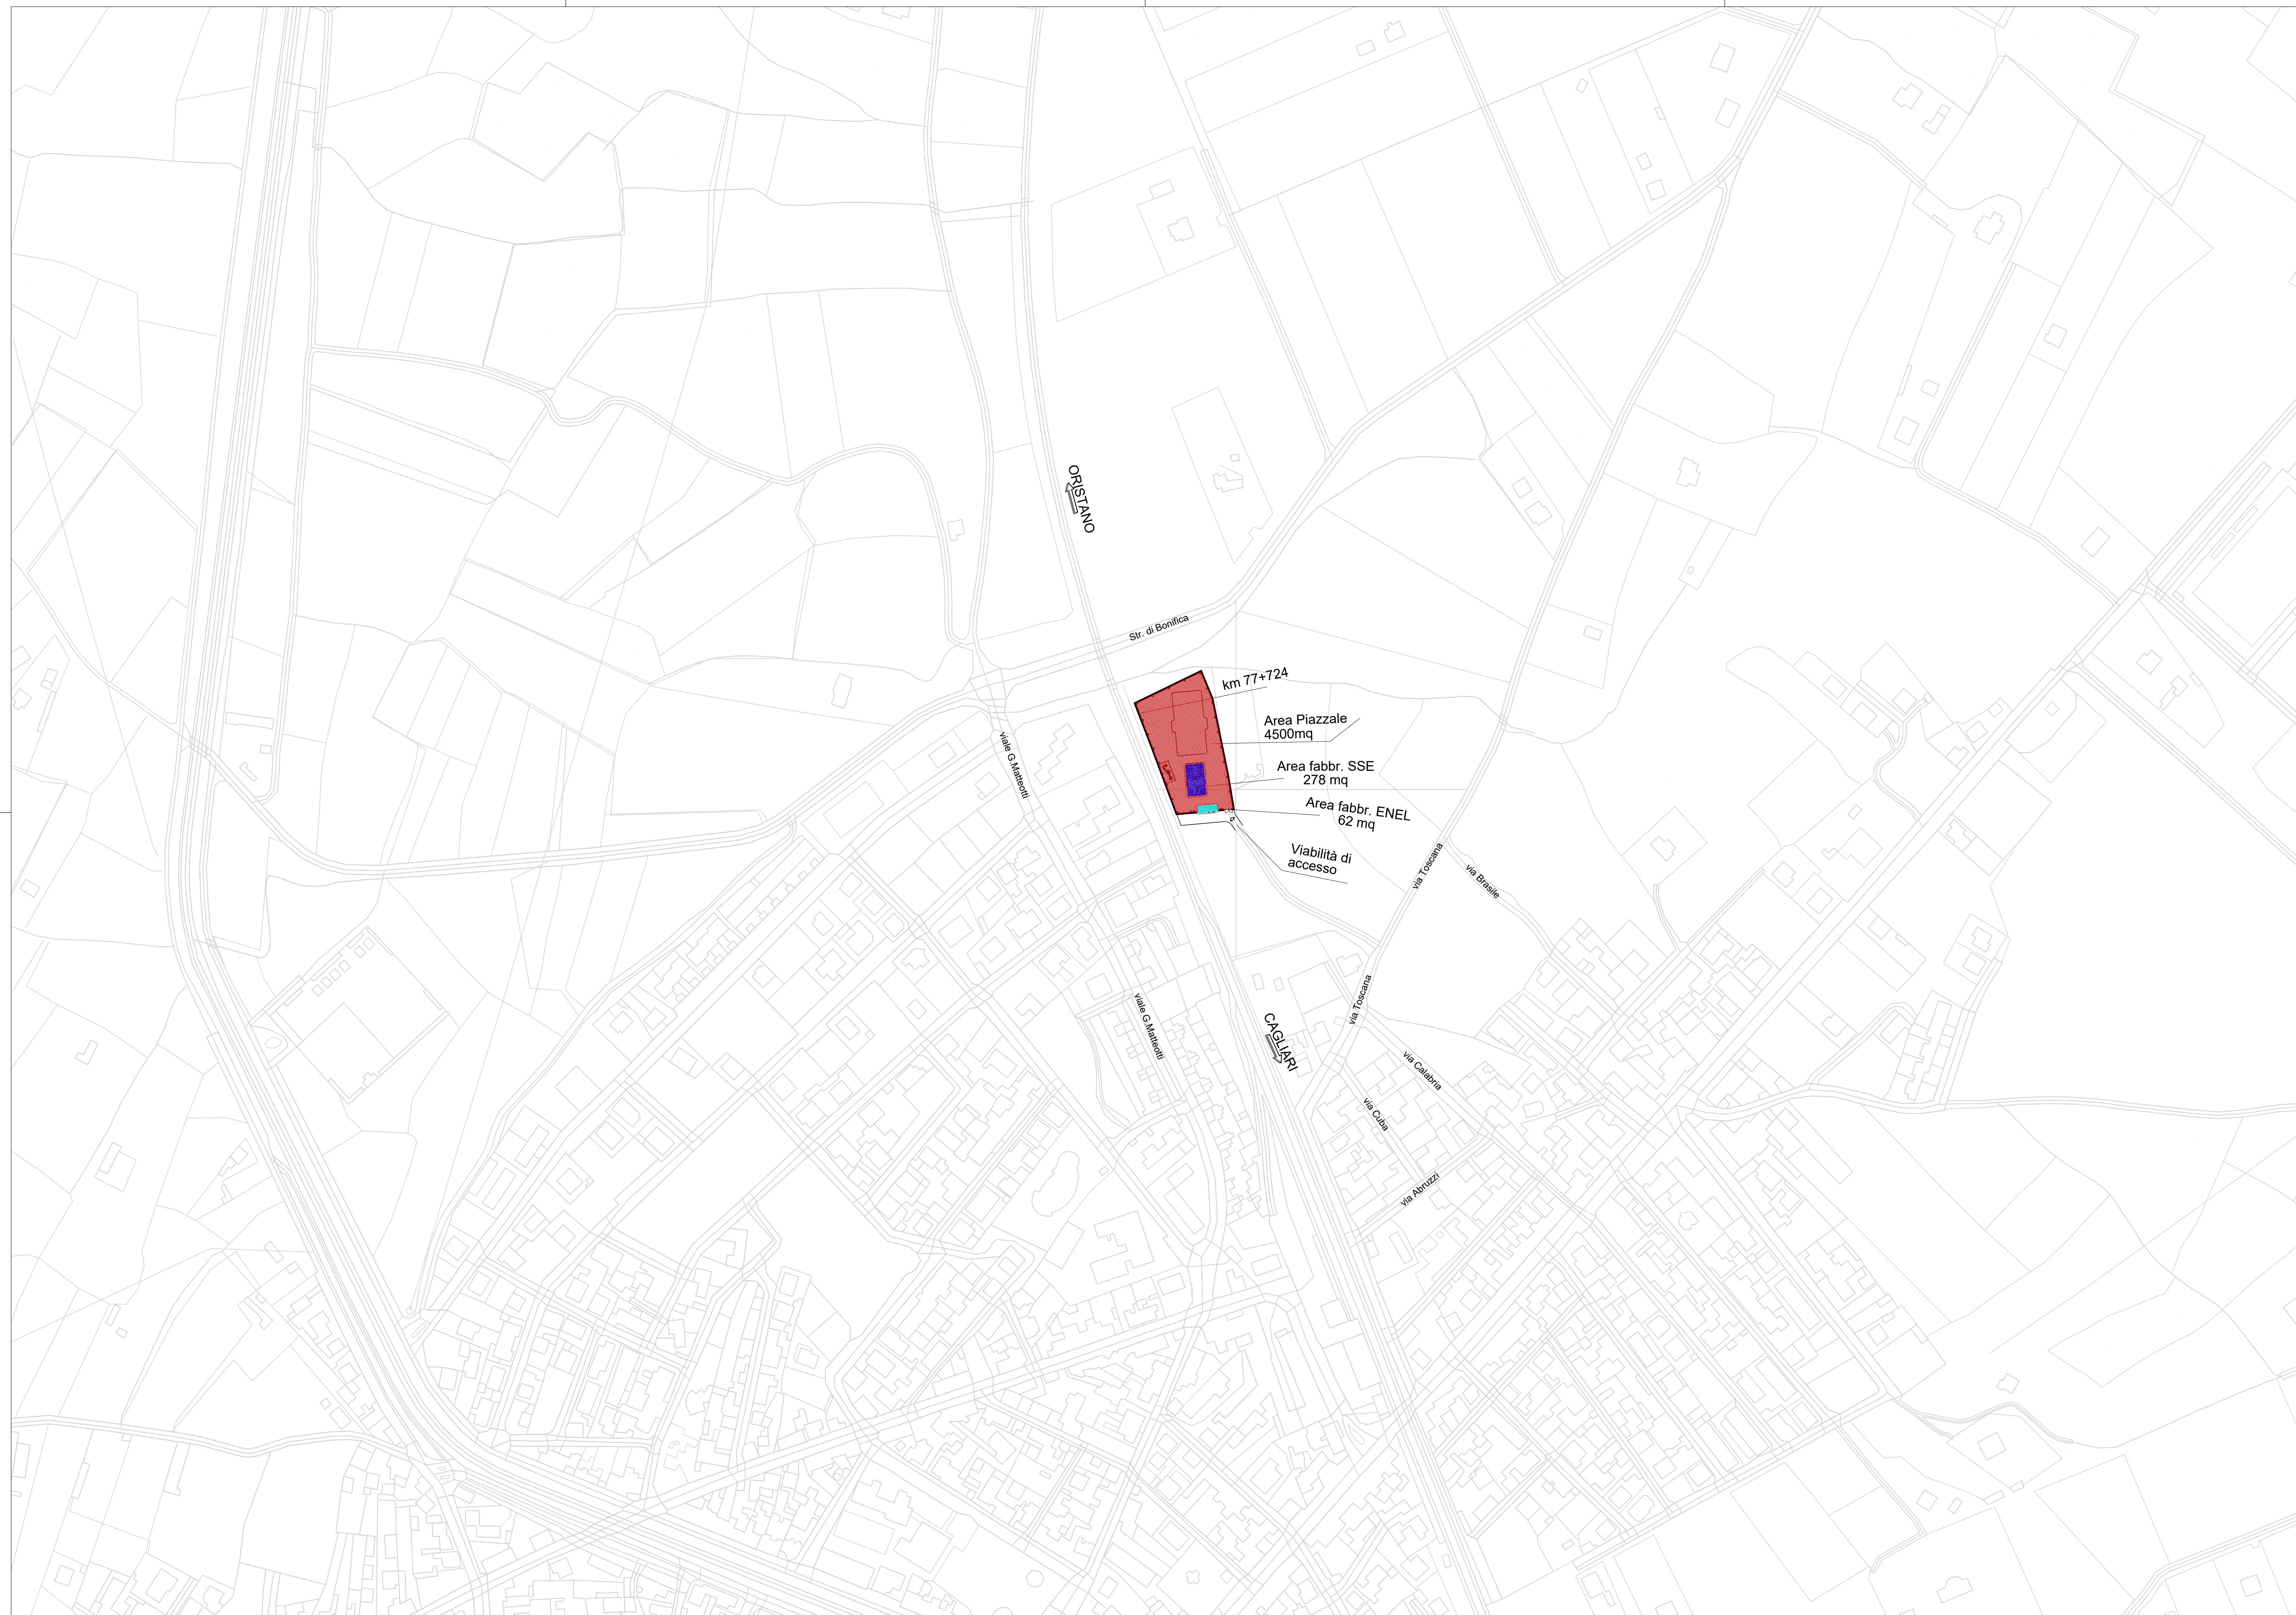 ORISTANO
Str. di Bonifica
km 77+724
Area Piazzale
4500mq
viale G.Matteotti
Area fabbr. SSE
278 mq
Area fabbr. ENEL
62 mq
Viabilità di
accesso
via Toscana
via Brasile
viale G.Matteotti
via Toscana
CAGLIARI
via Calabria
via Cuba
via Abruzzi